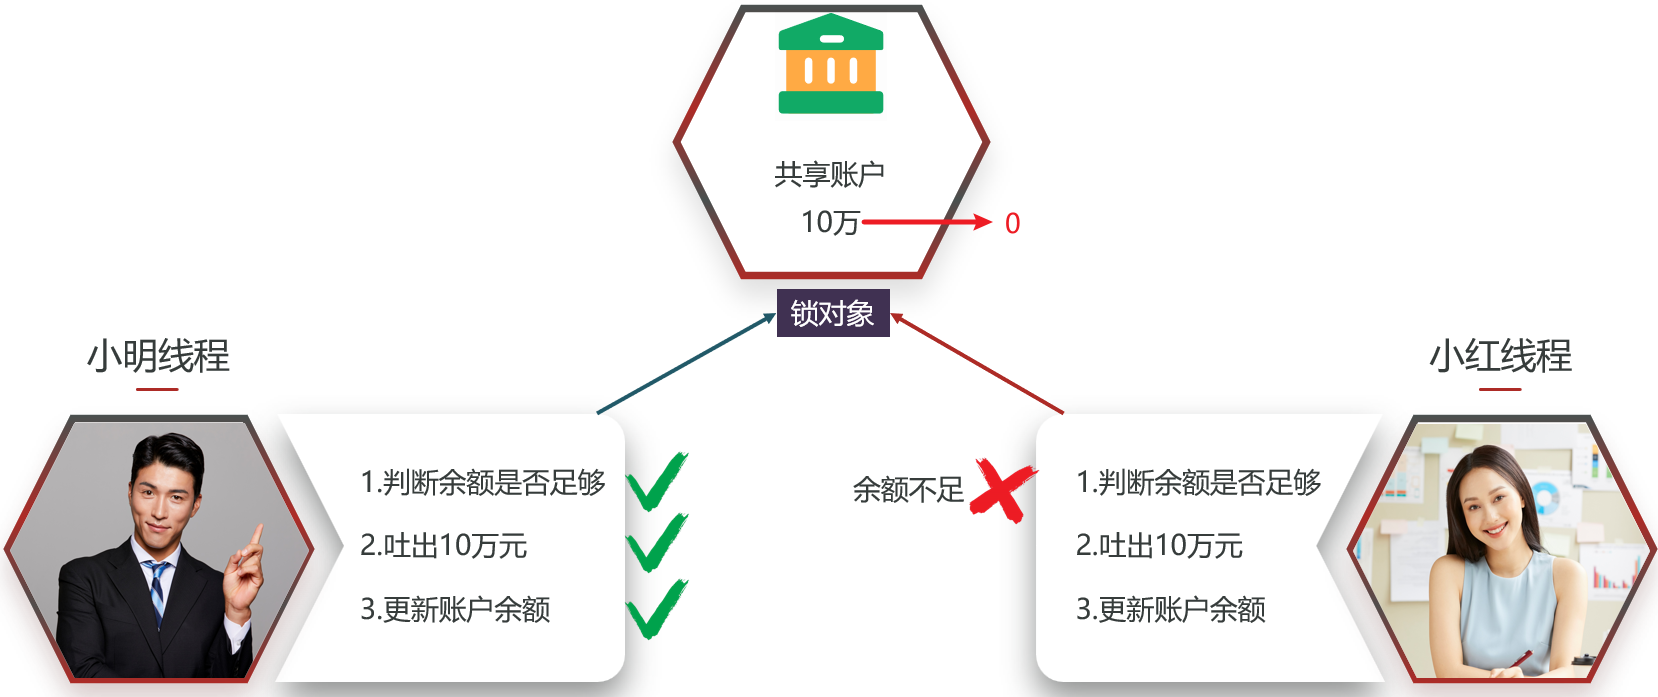 共享账户
10万
0
锁对象
小明线程
小红线程
1.判断余额是否足够
2.吐出10万元
3.更新账户余额
余额不足
1.判断余额是否足够
2.吐出10万元
3.更新账户余额